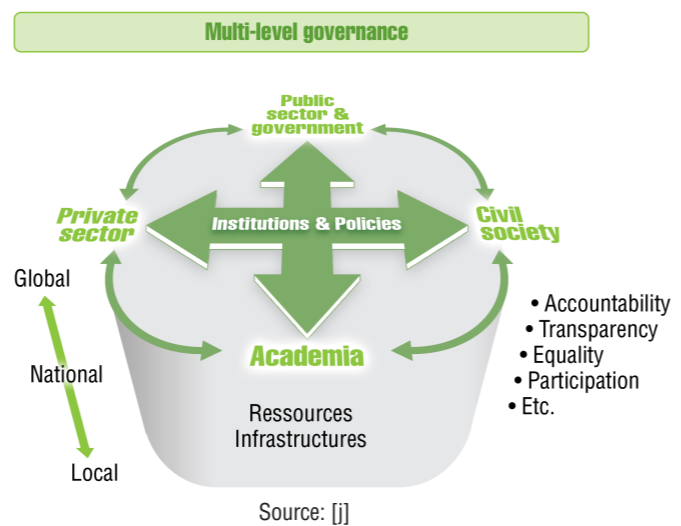 Multi-level governance
Public
sector &
government
Private
sector
Institutions & Policies
Civil
society
Global
National
Local
Academia
• Accountability
• Transparency
• Equality
• Participation
• Etc.
Ressources
Infrastructures
Source: [j]